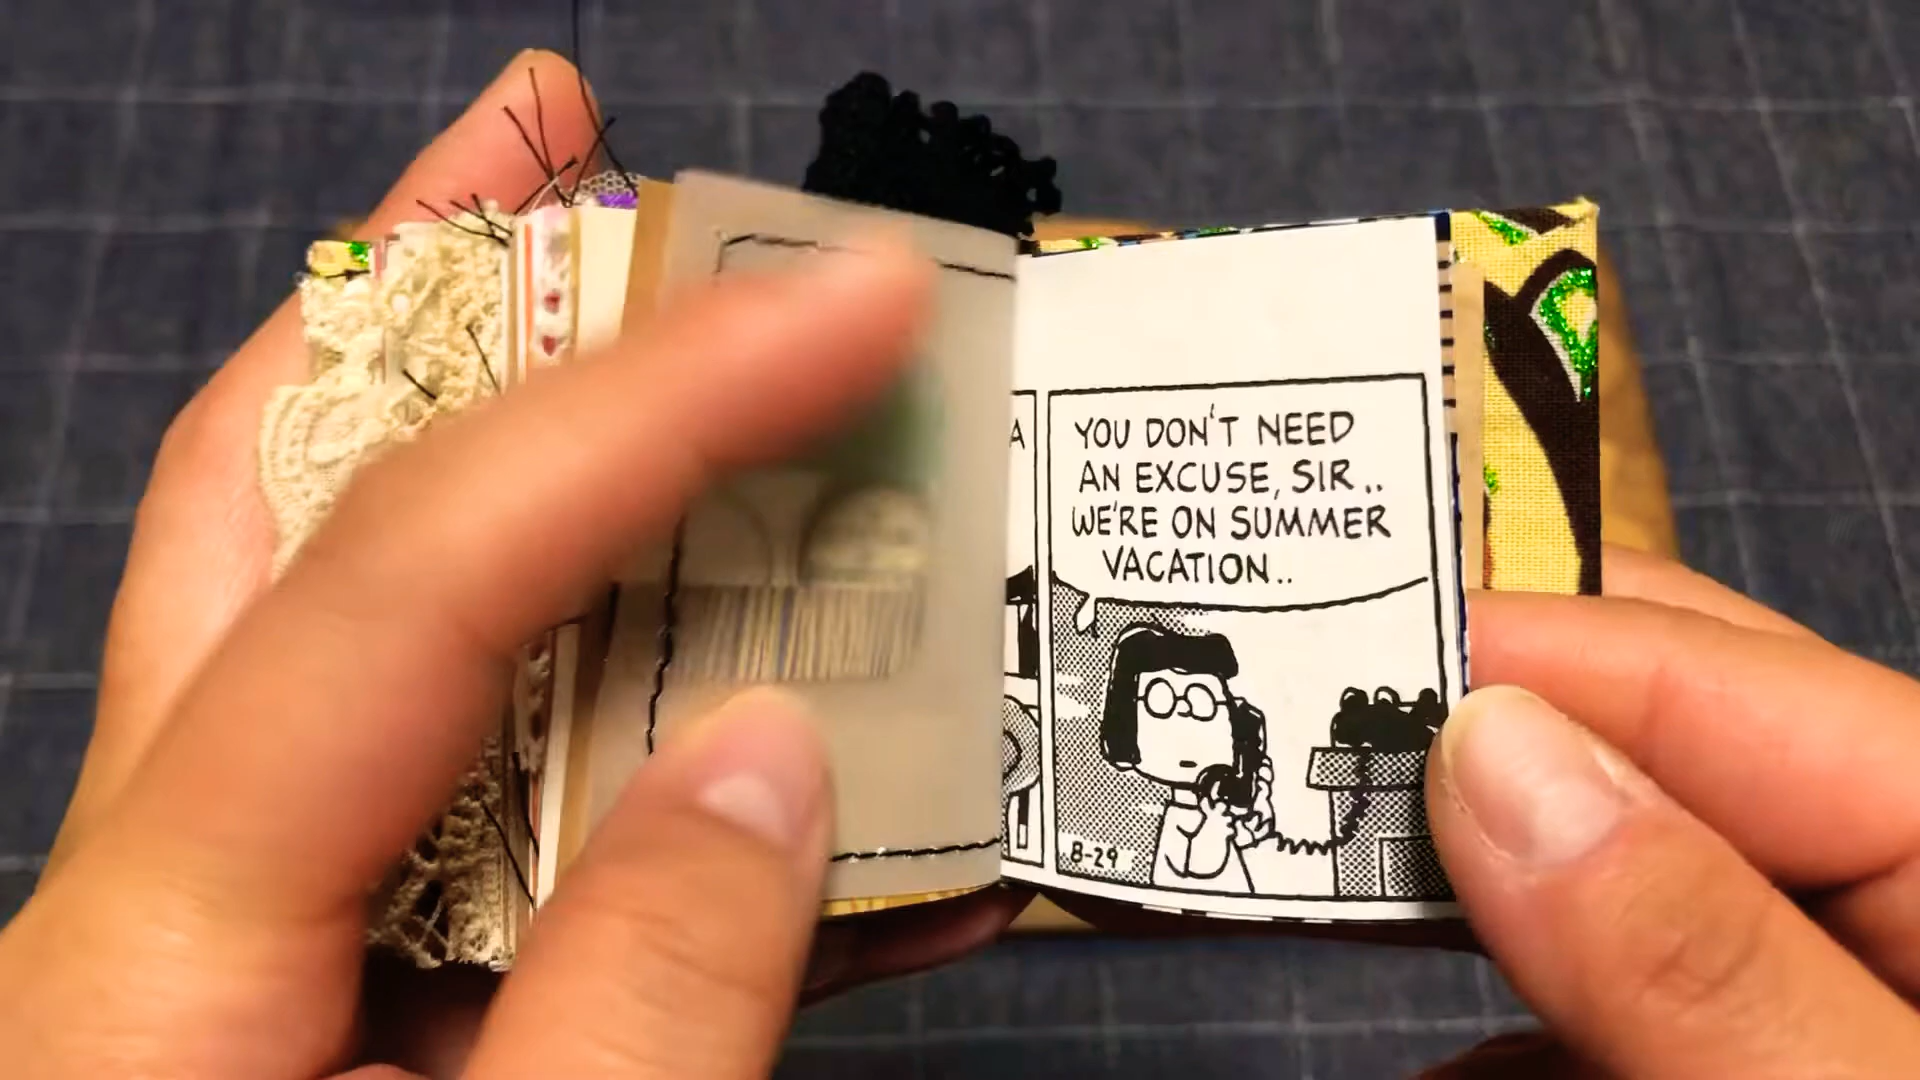 A
YOU DON'T NEED
AN EXCUSE, SIR..
WE'RE ON SUMMER
VACATION..
8-29